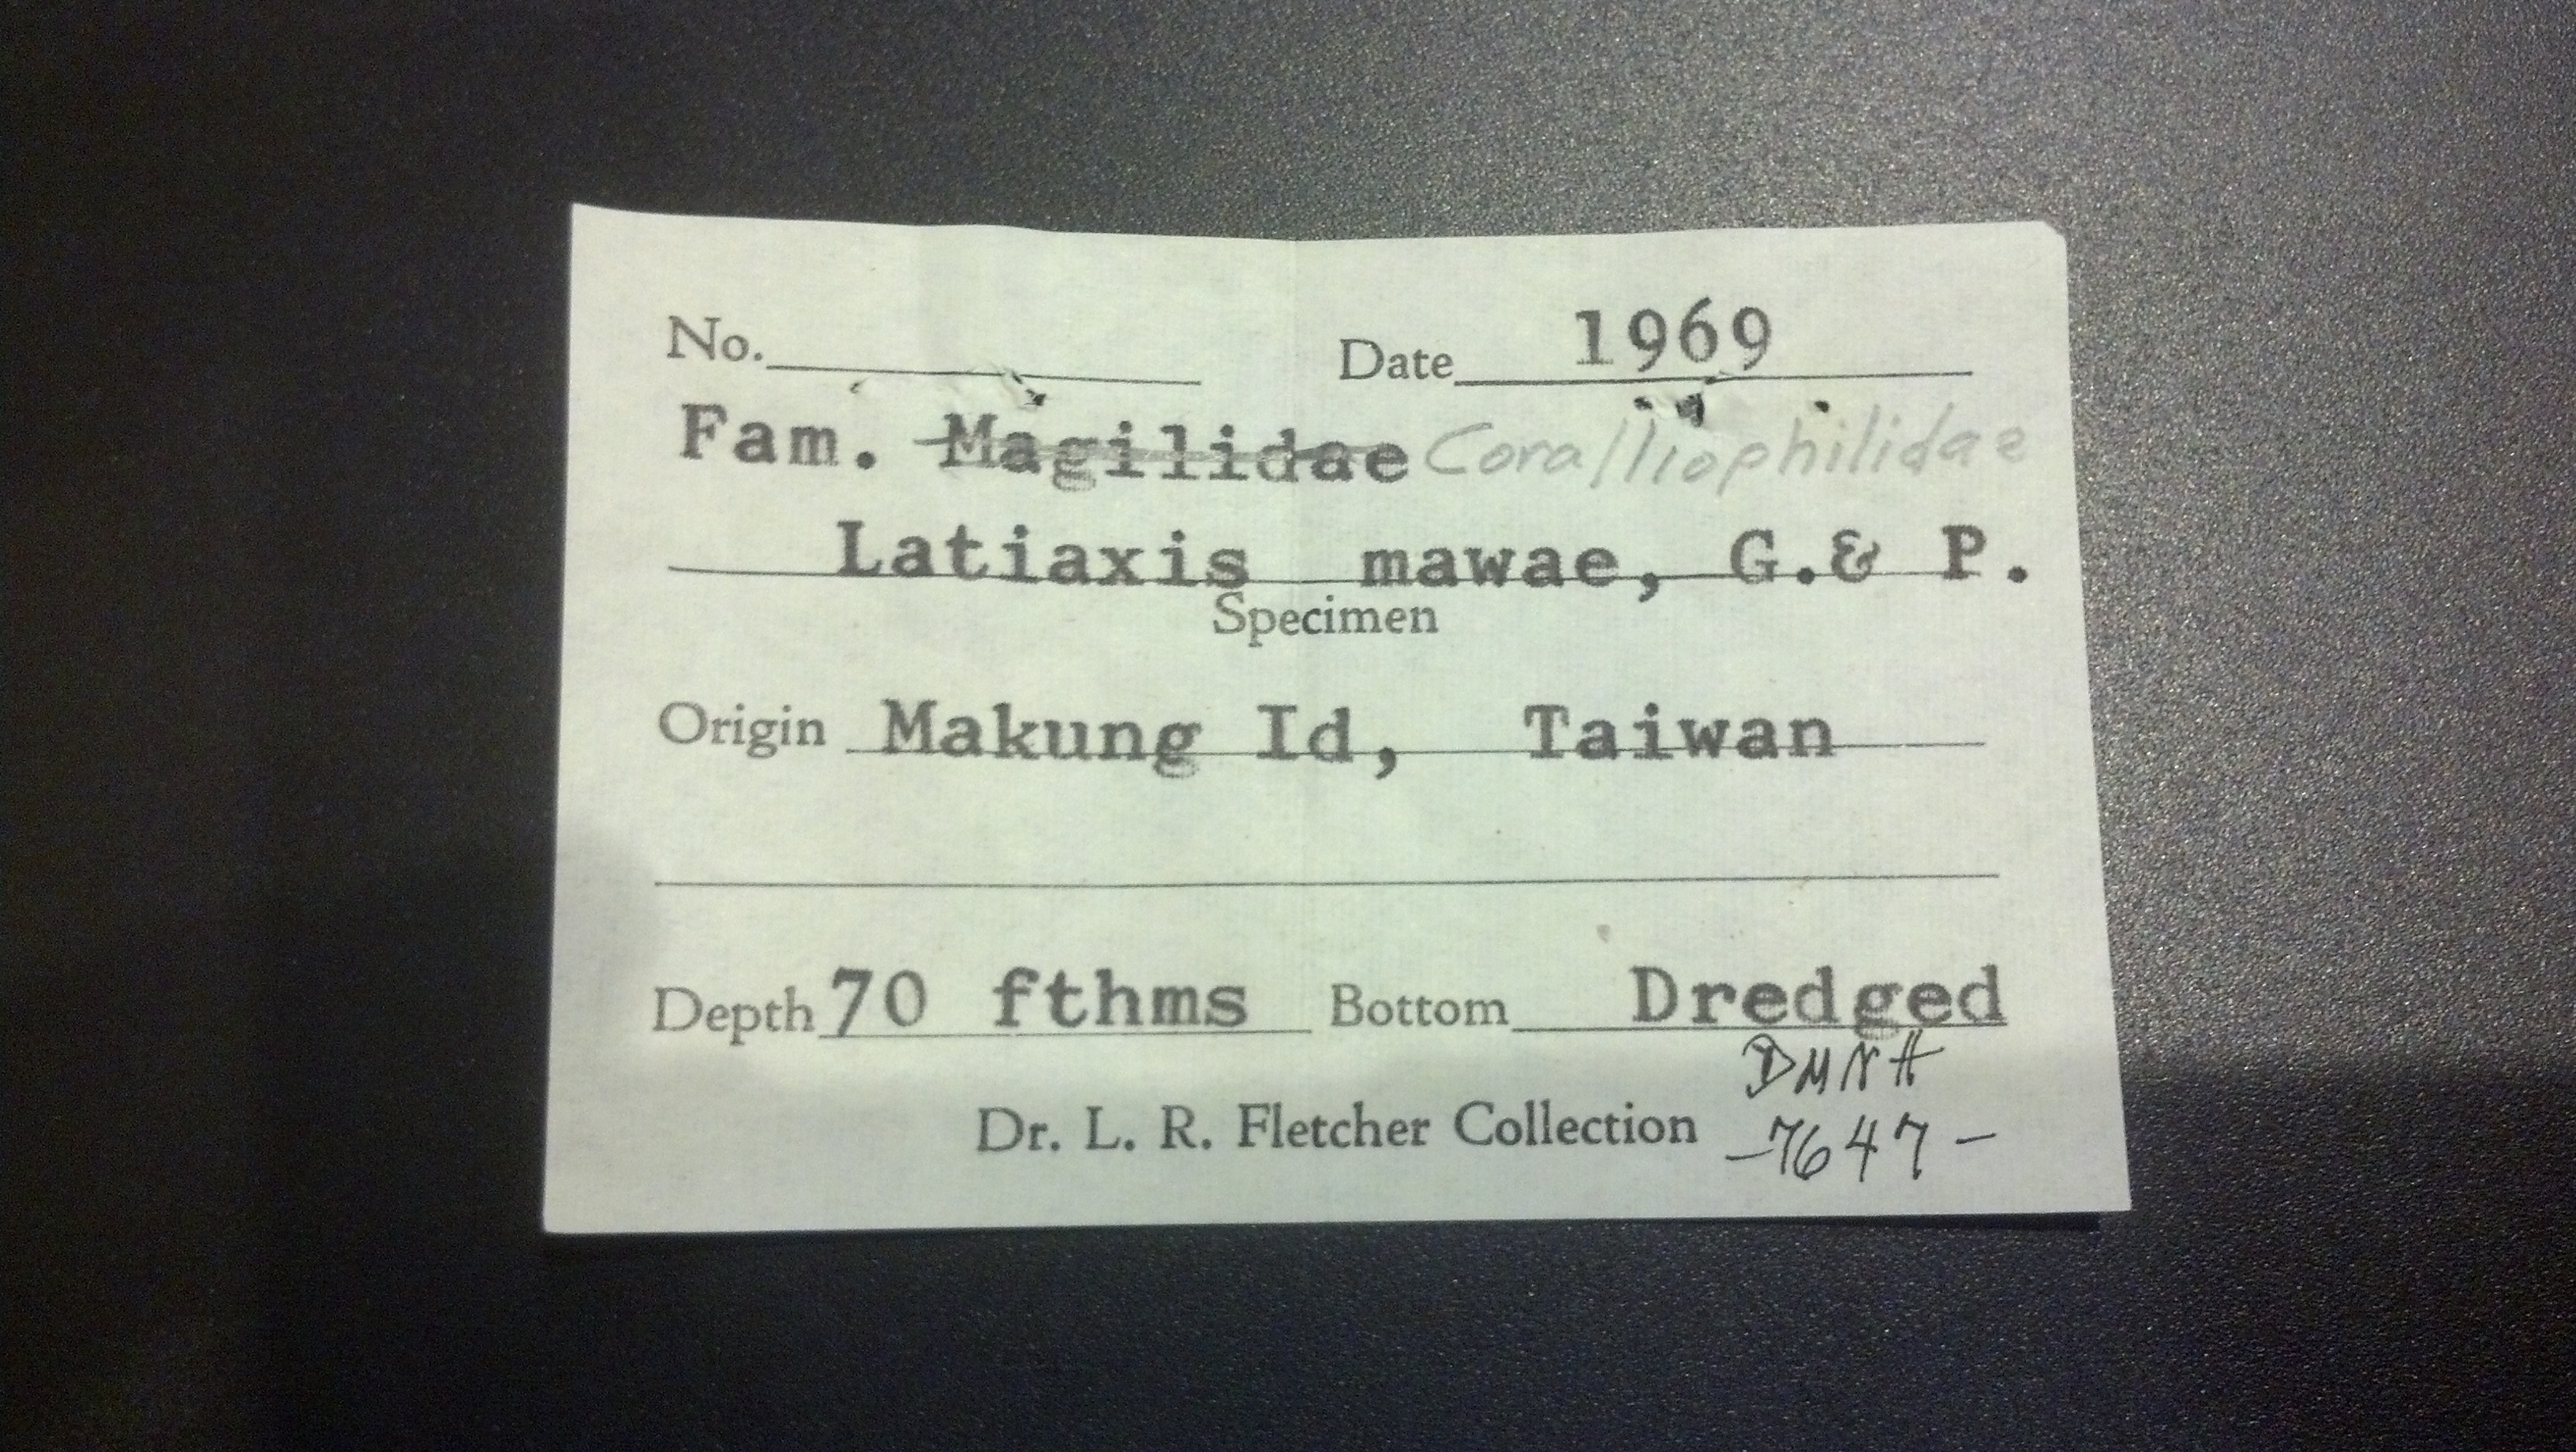 No. Date 1969
Fam. Magilidae Coralliophilidae
Latiaxis mawae, G.& P.
Specimen
Origin Makung Id, Taiwan
Depth 70 fthms Bottom Dredged
DMNH
Dr. L. R. Fletcher Collection -7647-